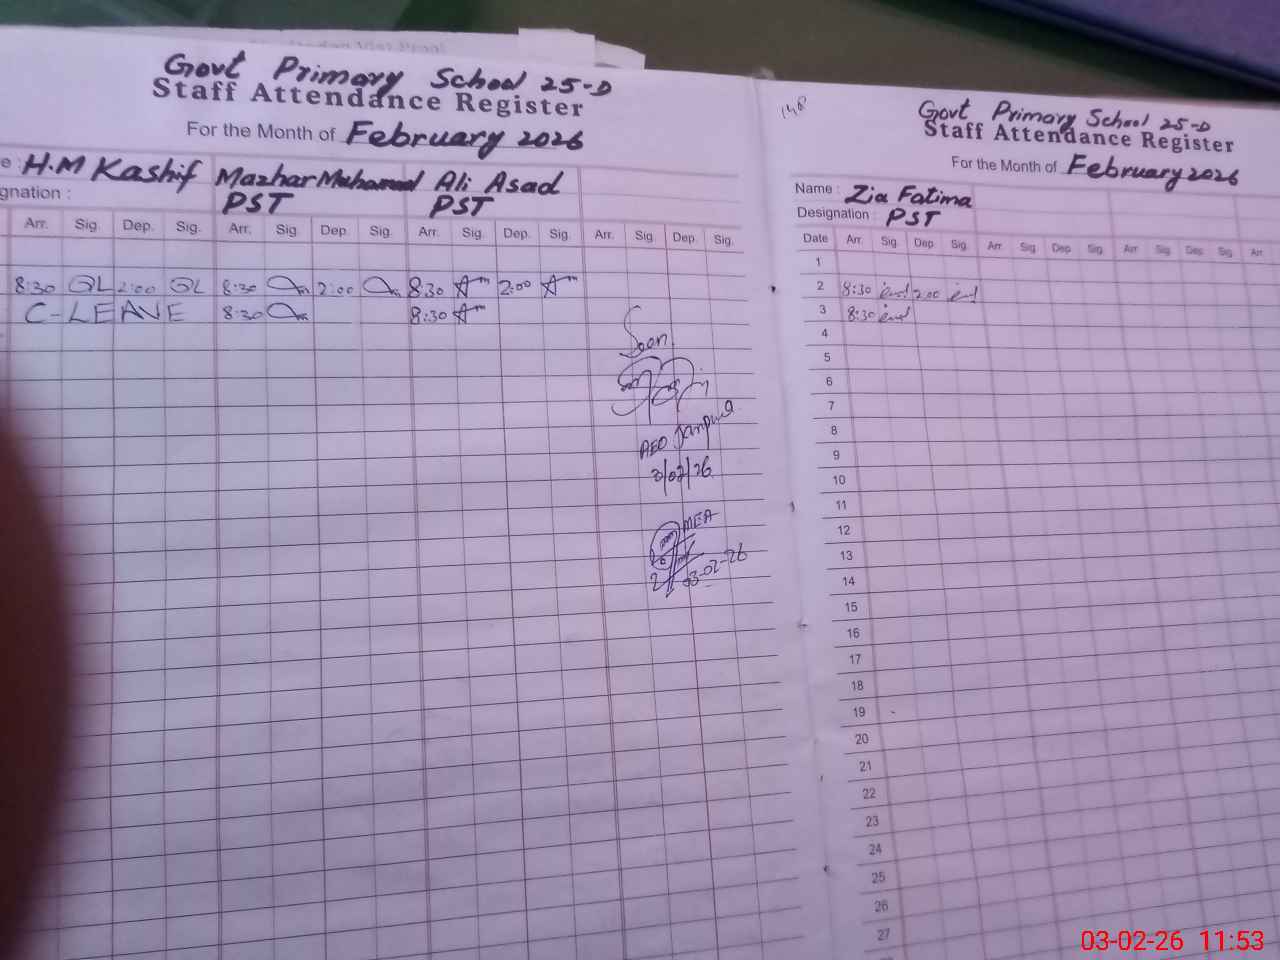 Govt Primary School 25-D
Staff Attendance Register
For the Month of February 2026
e : H.M Kashif Mazhar Muhammad Ali Asad
gnation : PST PST
Arr. Sig. Dep. Sig. Arr. Sig. Dep. Sig. Arr. Sig. Dep. Sig. Arr. Sig Dep. Sig.
8:30 2:00 8:30 2:00 8:30 2:00
C-LEAVE 8:30 8:30
Seen
AEO
3/02/26
MEA
03-02-26
Govt Primary School 25-D
Staff Attendance Register
For the Month of February 2026
Name : Zia Fatima
Designation : PST
Date Arr. Sig. Dep Sig. Arr. Sig Dep Sig. Arr. Sig. Dep. Sig. Arr
1
2 8:30 2:00
3 8:30
4
5
6
7
8
9
10
11
12
13
14
15
16
17
18
19
20
21
22
23
24
25
26
27
03-02-26 11:53